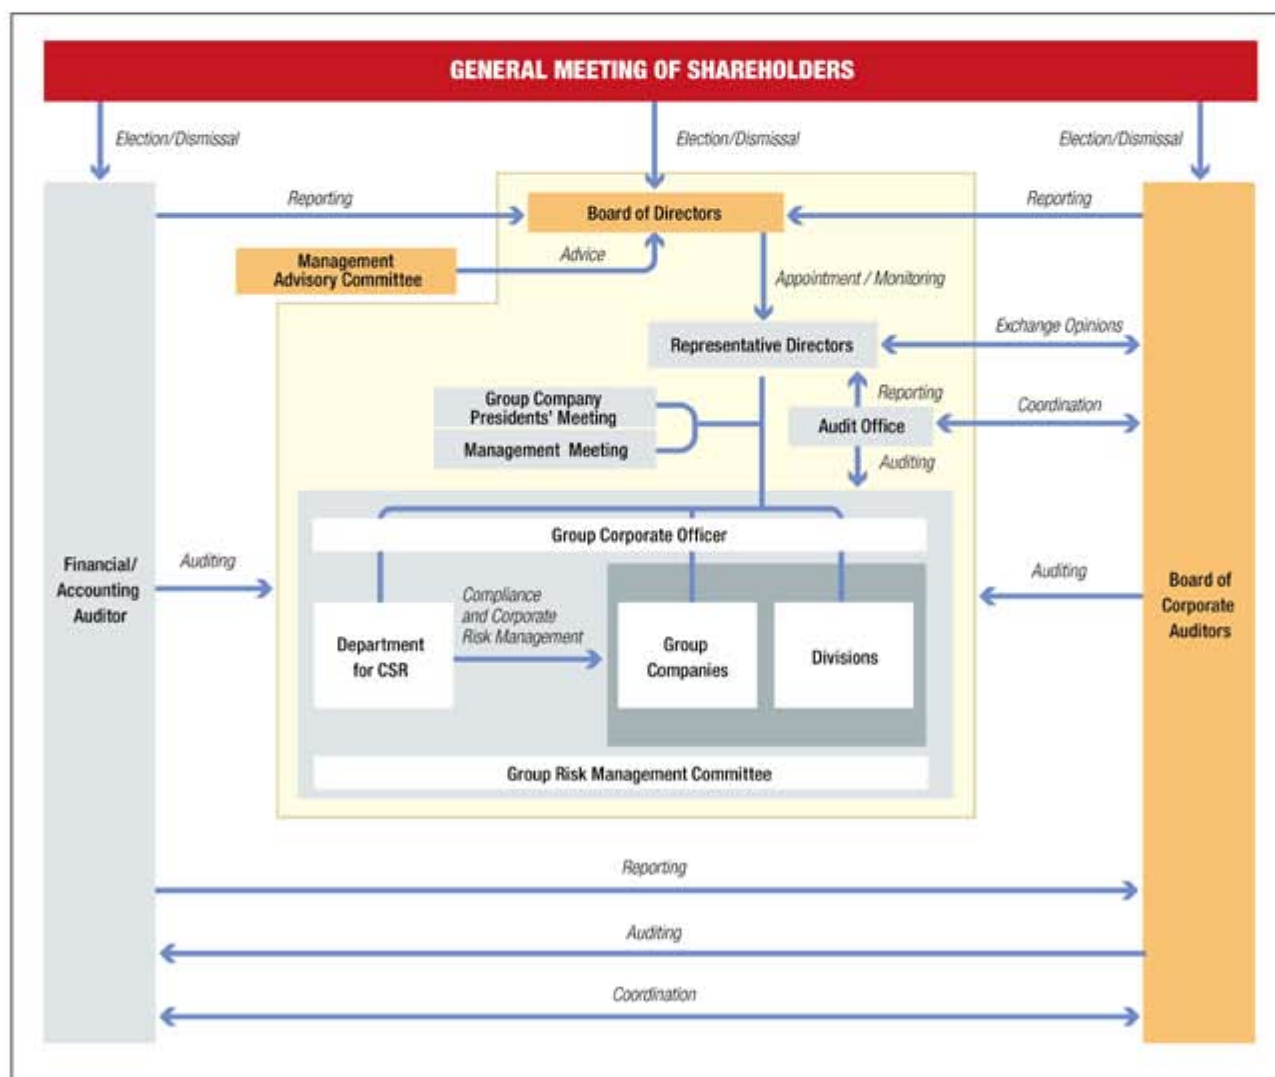 GENERAL MEETING OF SHAREHOLDERS
Election/Dismissal
Election/Dismissal
Election/Dismissal
Reporting
Board of Directors
Reporting
Management
Advisory Committee
Advice
Appointment / Monitoring
Representative Directors
Exchange Opinions
Group Company
Presidents' Meeting
Management Meeting
Reporting
Audit Office
Coordination
Auditing
Group Corporate Officer
Financial/
Accounting
Auditor
Auditing
Compliance
and Corporate
Risk Management
Department
for CSR
Group
Companies
Divisions
Auditing
Board of
Corporate
Auditors
Group Risk Management Committee
Reporting
Auditing
Coordination